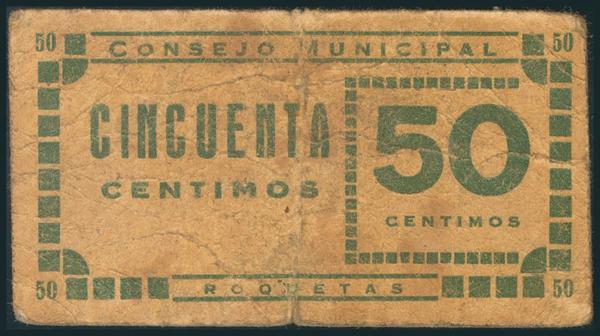 50 CONSEJO MUNICIPAL 50
CINCUENTA
CENTIMOS
50
CENTIMOS
50 ROQUETAS 50